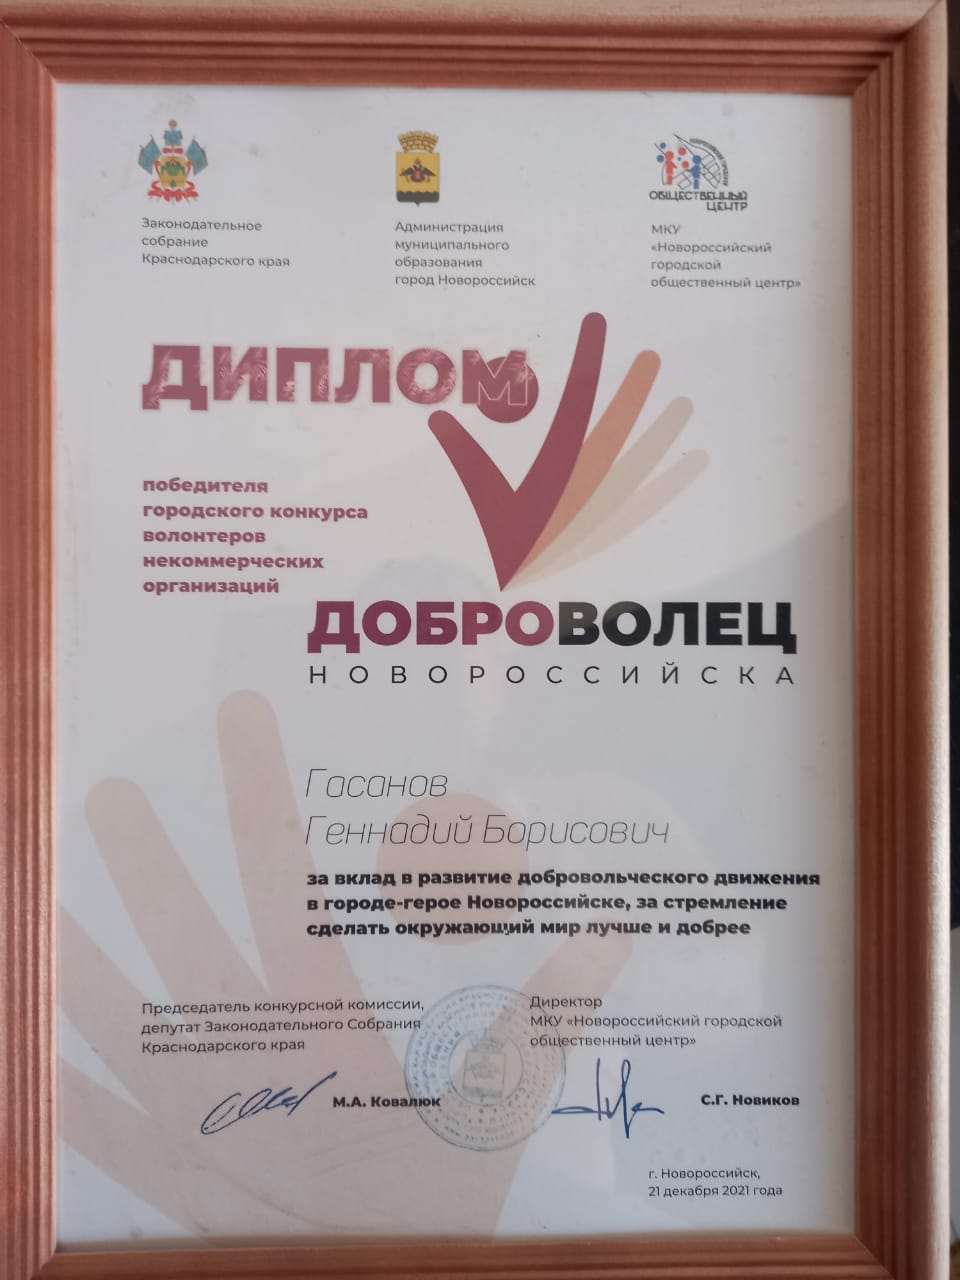 ОБЩЕСТВЕННЫЙ
ЦЕНТР
Законодательное
собрание
Краснодарского края
Администрация
муниципального
образования
город Новороссийск
МКУ
«Новороссийский
городской
общественный центр»
ДИПЛОМ
победителя
городского конкурса
волонтеров
некоммерческих
организаций
ДОБРОВОЛЕЦ
НОВОРОССИЙСКА
Гасанов
Геннадий Борисович
за вклад в развитие добровольческого движения
в городе-герое Новороссийске, за стремление
сделать окружающий мир лучше и добрее
Председатель конкурсной комиссии,
депутат Законодательного Собрания
Краснодарского края
М.А. Ковалюк
Директор
МКУ «Новороссийский городской
общественный центр»
С.Г. Новиков
г. Новороссийск,
21 декабря 2021 года